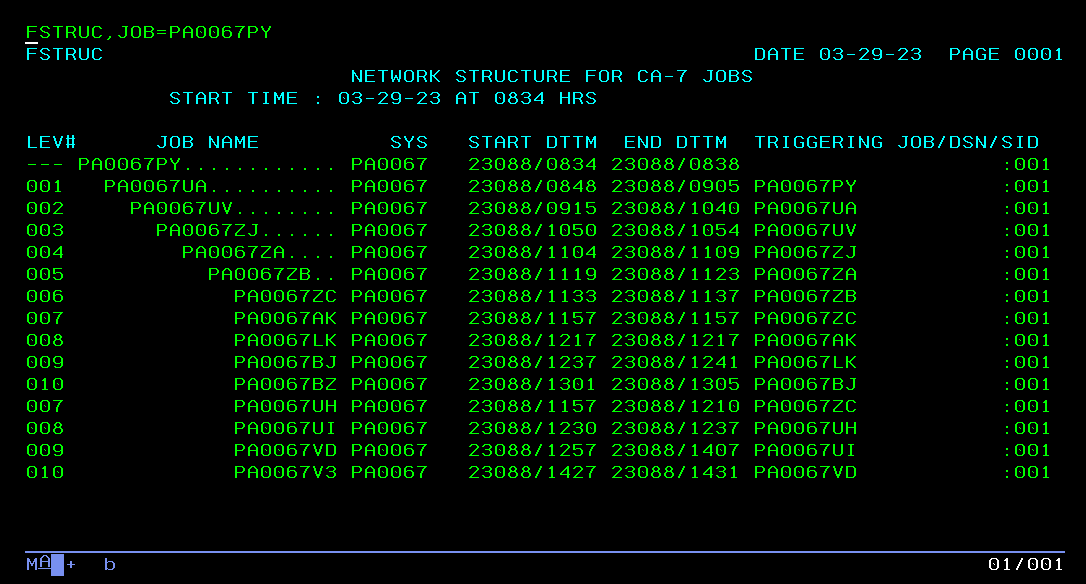 FSTRUC,JOB=PA0067PY
FSTRUC DATE 03-29-23 PAGE 0001
NETWORK STRUCTURE FOR CA-7 JOBS
START TIME : 03-29-23 AT 0834 HRS
LEV# JOB NAME SYS START DTTM END DTTM TRIGGERING JOB/DSN/SID
--- PA0067PY............ PA0067 23088/0834 23088/0838 :001
001 PA0067UA.......... PA0067 23088/0848 23088/0905 PA0067PY :001
002 PA0067UV........ PA0067 23088/0915 23088/1040 PA0067UA :001
003 PA0067ZJ...... PA0067 23088/1050 23088/1054 PA0067UV :001
004 PA0067ZA.... PA0067 23088/1104 23088/1109 PA0067ZJ :001
005 PA0067ZB.. PA0067 23088/1119 23088/1123 PA0067ZA :001
006 PA0067ZC PA0067 23088/1133 23088/1137 PA0067ZB :001
007 PA0067AK PA0067 23088/1157 23088/1157 PA0067ZC :001
008 PA0067LK PA0067 23088/1217 23088/1217 PA0067AK :001
009 PA0067BJ PA0067 23088/1237 23088/1241 PA0067LK :001
010 PA0067BZ PA0067 23088/1301 23088/1305 PA0067BJ :001
007 PA0067UH PA0067 23088/1157 23088/1210 PA0067ZC :001
008 PA0067UI PA0067 23088/1230 23088/1237 PA0067UH :001
009 PA0067VD PA0067 23088/1257 23088/1407 PA0067UI :001
010 PA0067V3 PA0067 23088/1427 23088/1431 PA0067VD :001
MA + b 01/001